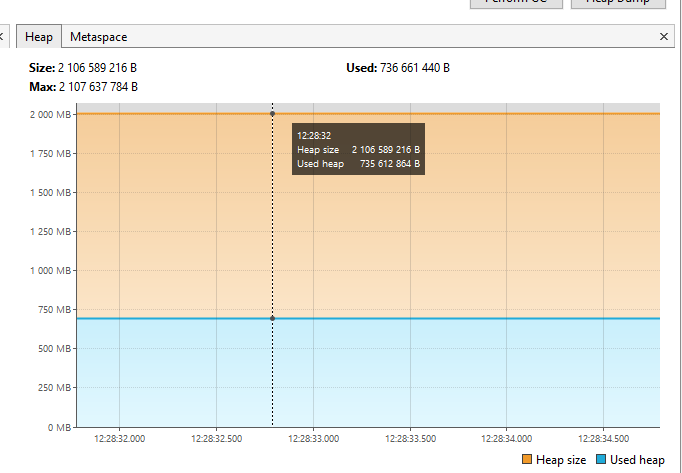 Perform GC Heap Dump
Heap Metaspace
Size: 2 106 589 216 B Used: 736 661 440 B
Max: 2 107 637 784 B
2 000 MB
12:28:32
1 750 MB
Heap size 2 106 589 216 B
Used heap 735 612 864 B
1 500 MB
1 250 MB
1 000 MB
750 MB
500 MB
250 MB
0 MB
12:28:32.000 12:28:32.500 12:28:33.000 12:28:33.500 12:28:34.000 12:28:34.500
Heap size Used heap